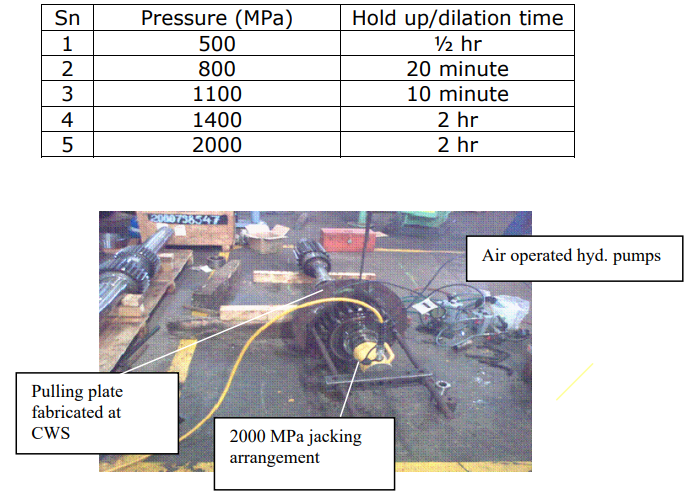 Sn Pressure (MPa) Hold up/dilation time
1 500 ½ hr
2 800 20 minute
3 1100 10 minute
4 1400 2 hr
5 2000 2 hr
Air operated hyd. pumps
Pulling plate
fabricated at
CWS
2000 MPa jacking
arrangement